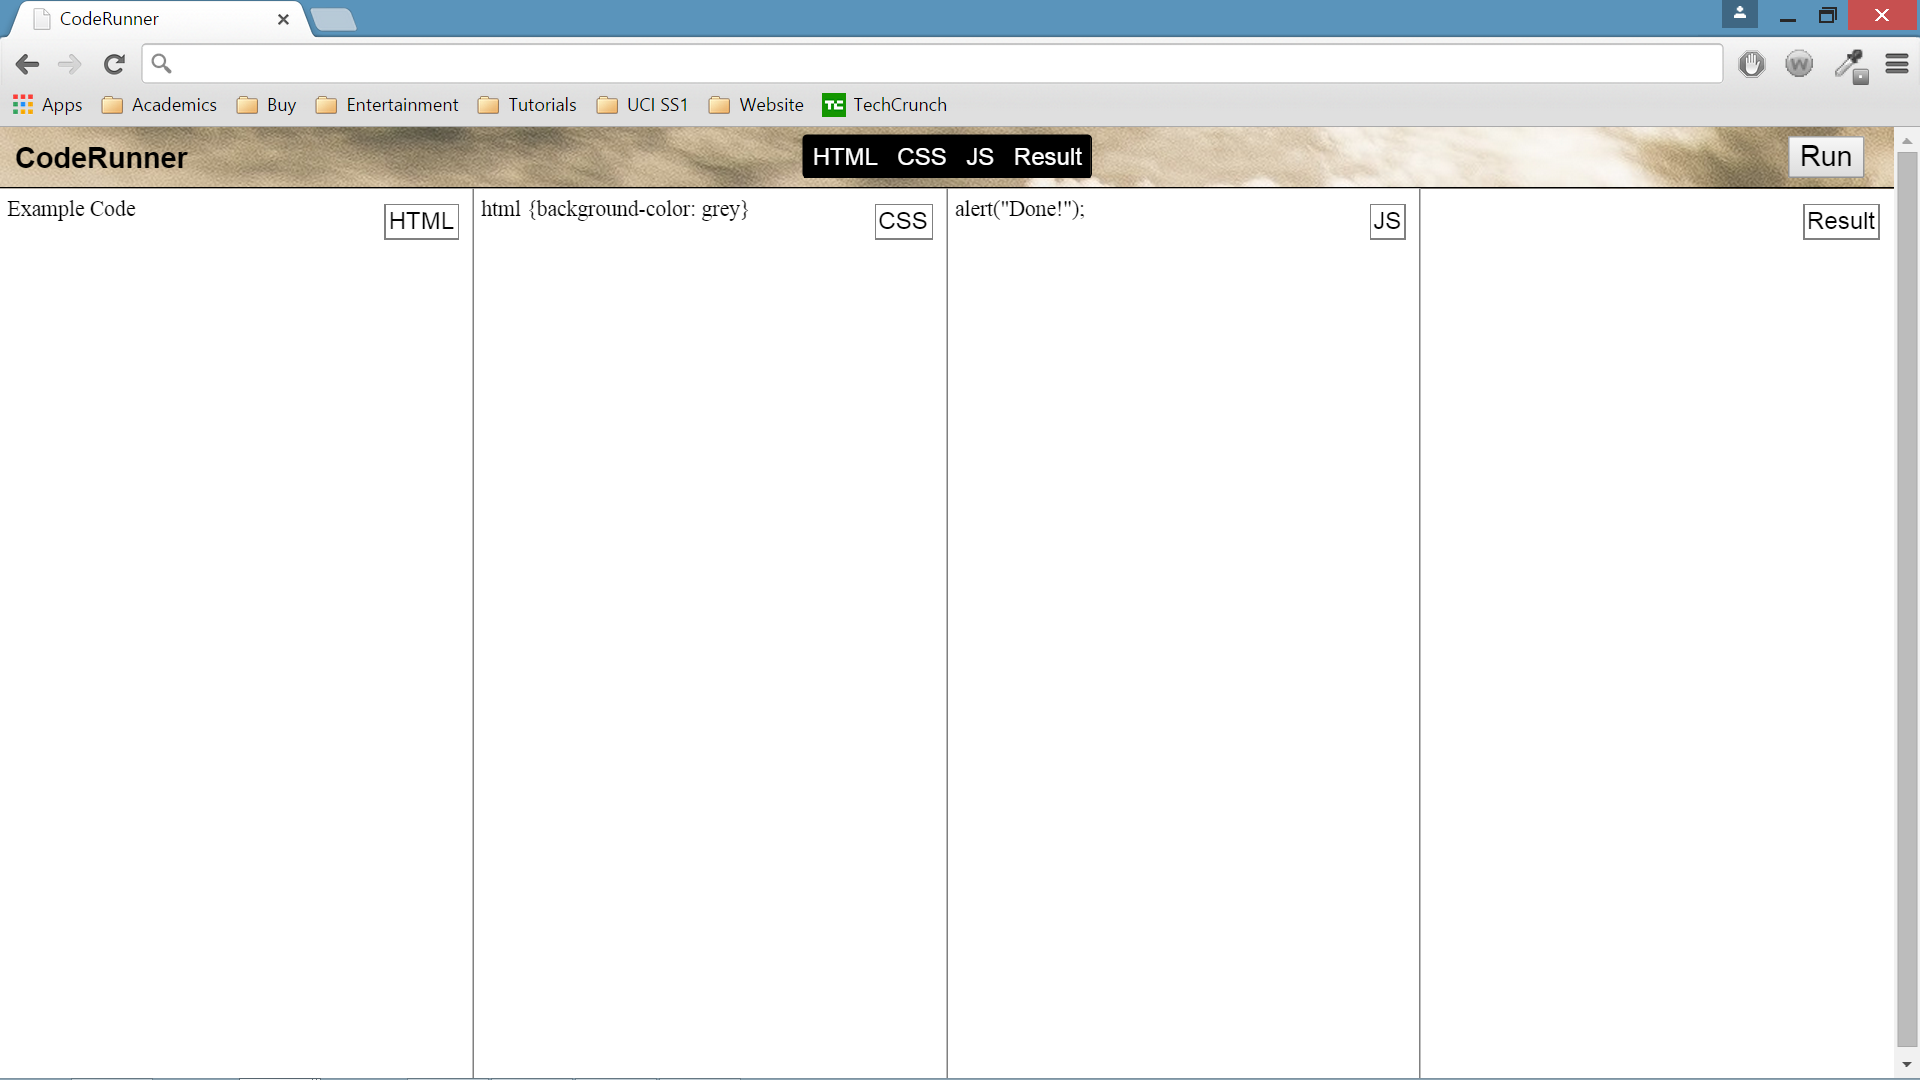 CodeRunner
Apps Academics Buy Entertainment Tutorials UCI SS1 Website TC TechCrunch
CodeRunner HTML CSS JS Result Run
Example Code HTML html {background-color: grey} CSS alert("Done!"); JS Result